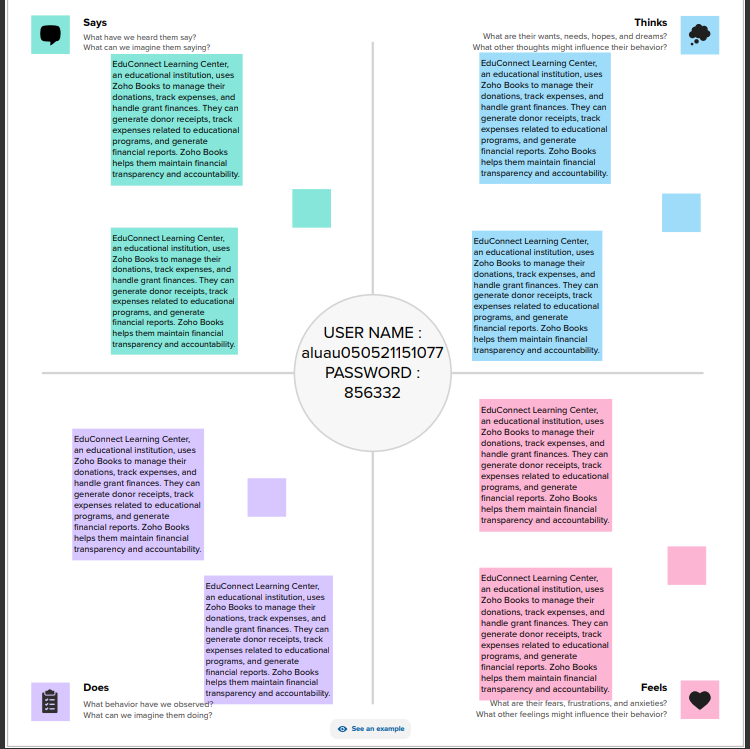 Says
What have we heard them say?
What can we imagine them saying?
EduConnect Learning Center,
an educational institution, uses
Zoho Books to manage their
donations, track expenses, and
handle grant finances. They can
generate donor receipts, track
expenses related to educational
programs, and generate
financial reports. Zoho Books
helps them maintain financial
transparency and accountability.
EduConnect Learning Center,
an educational institution, uses
Zoho Books to manage their
donations, track expenses, and
handle grant finances. They can
generate donor receipts, track
expenses related to educational
programs, and generate
financial reports. Zoho Books
helps them maintain financial
transparency and accountability.
Thinks
What are their wants, needs, hopes, and dreams?
What other thoughts might influence their behavior?
EduConnect Learning Center,
an educational institution, uses
Zoho Books to manage their
donations, track expenses, and
handle grant finances. They can
generate donor receipts, track
expenses related to educational
programs, and generate
financial reports. Zoho Books
helps them maintain financial
transparency and accountability.
EduConnect Learning Center,
an educational institution, uses
Zoho Books to manage their
donations, track expenses, and
handle grant finances. They can
generate donor receipts, track
expenses related to educational
programs, and generate
financial reports. Zoho Books
helps them maintain financial
transparency and accountability.
USER NAME :
aluau050521151077
PASSWORD :
856332
EduConnect Learning Center,
an educational institution, uses
Zoho Books to manage their
donations, track expenses, and
handle grant finances. They can
generate donor receipts, track
expenses related to educational
programs, and generate
financial reports. Zoho Books
helps them maintain financial
transparency and accountability.
EduConnect Learning Center,
an educational institution, uses
Zoho Books to manage their
donations, track expenses, and
handle grant finances. They can
generate donor receipts, track
expenses related to educational
programs, and generate
financial reports. Zoho Books
helps them maintain financial
transparency and accountability.
Does
What behavior have we observed?
What can we imagine them doing?
EduConnect Learning Center,
an educational institution, uses
Zoho Books to manage their
donations, track expenses, and
handle grant finances. They can
generate donor receipts, track
expenses related to educational
programs, and generate
financial reports. Zoho Books
helps them maintain financial
transparency and accountability.
EduConnect Learning Center,
an educational institution, uses
Zoho Books to manage their
donations, track expenses, and
handle grant finances. They can
generate donor receipts, track
expenses related to educational
programs, and generate
financial reports. Zoho Books
helps them maintain financial
transparency and accountability.
Feels
What are their fears, frustrations, and anxieties?
What other feelings might influence their behavior?
See an example